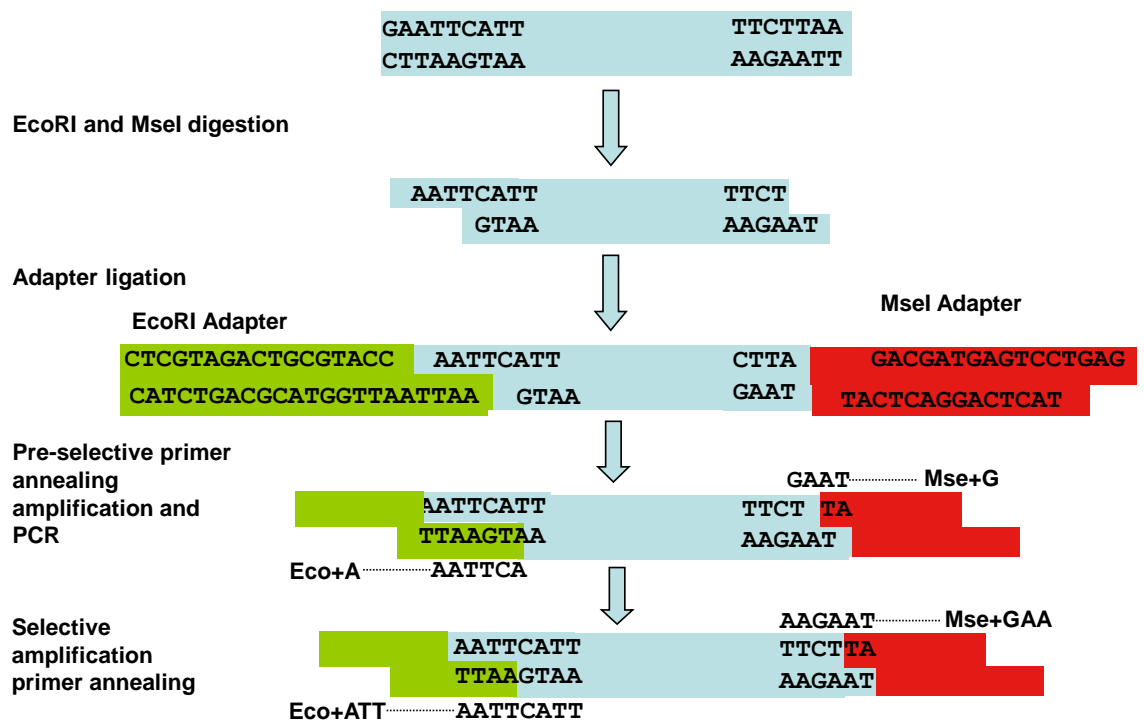 GAATTCATT TTCTTAA
CTTAAGTAA AAGAATT
EcoRI and MseI digestion
AATTCATT TTCT
GTAA AAGAAT
Adapter ligation
EcoRI Adapter MseI Adapter
CTCGTAGACTGCGTACC AATTCATT CTTA GACGATGAGTCCTGAG
CATCTGACGCATGGTTAATTAA GTAA GAAT TACTCAGGACTCAT
Pre-selective primer
annealing
amplification and
PCR
GAAT Mse+G
AATTCATT TTCT TA
TTAAGTAA AAGAAT
Eco+A AATTCA
Selective
amplification
primer annealing
AAGAAT Mse+GAA
AATTCATT TTCTTA
TTAAGTAA AAGAAT
Eco+ATT AATTCATT